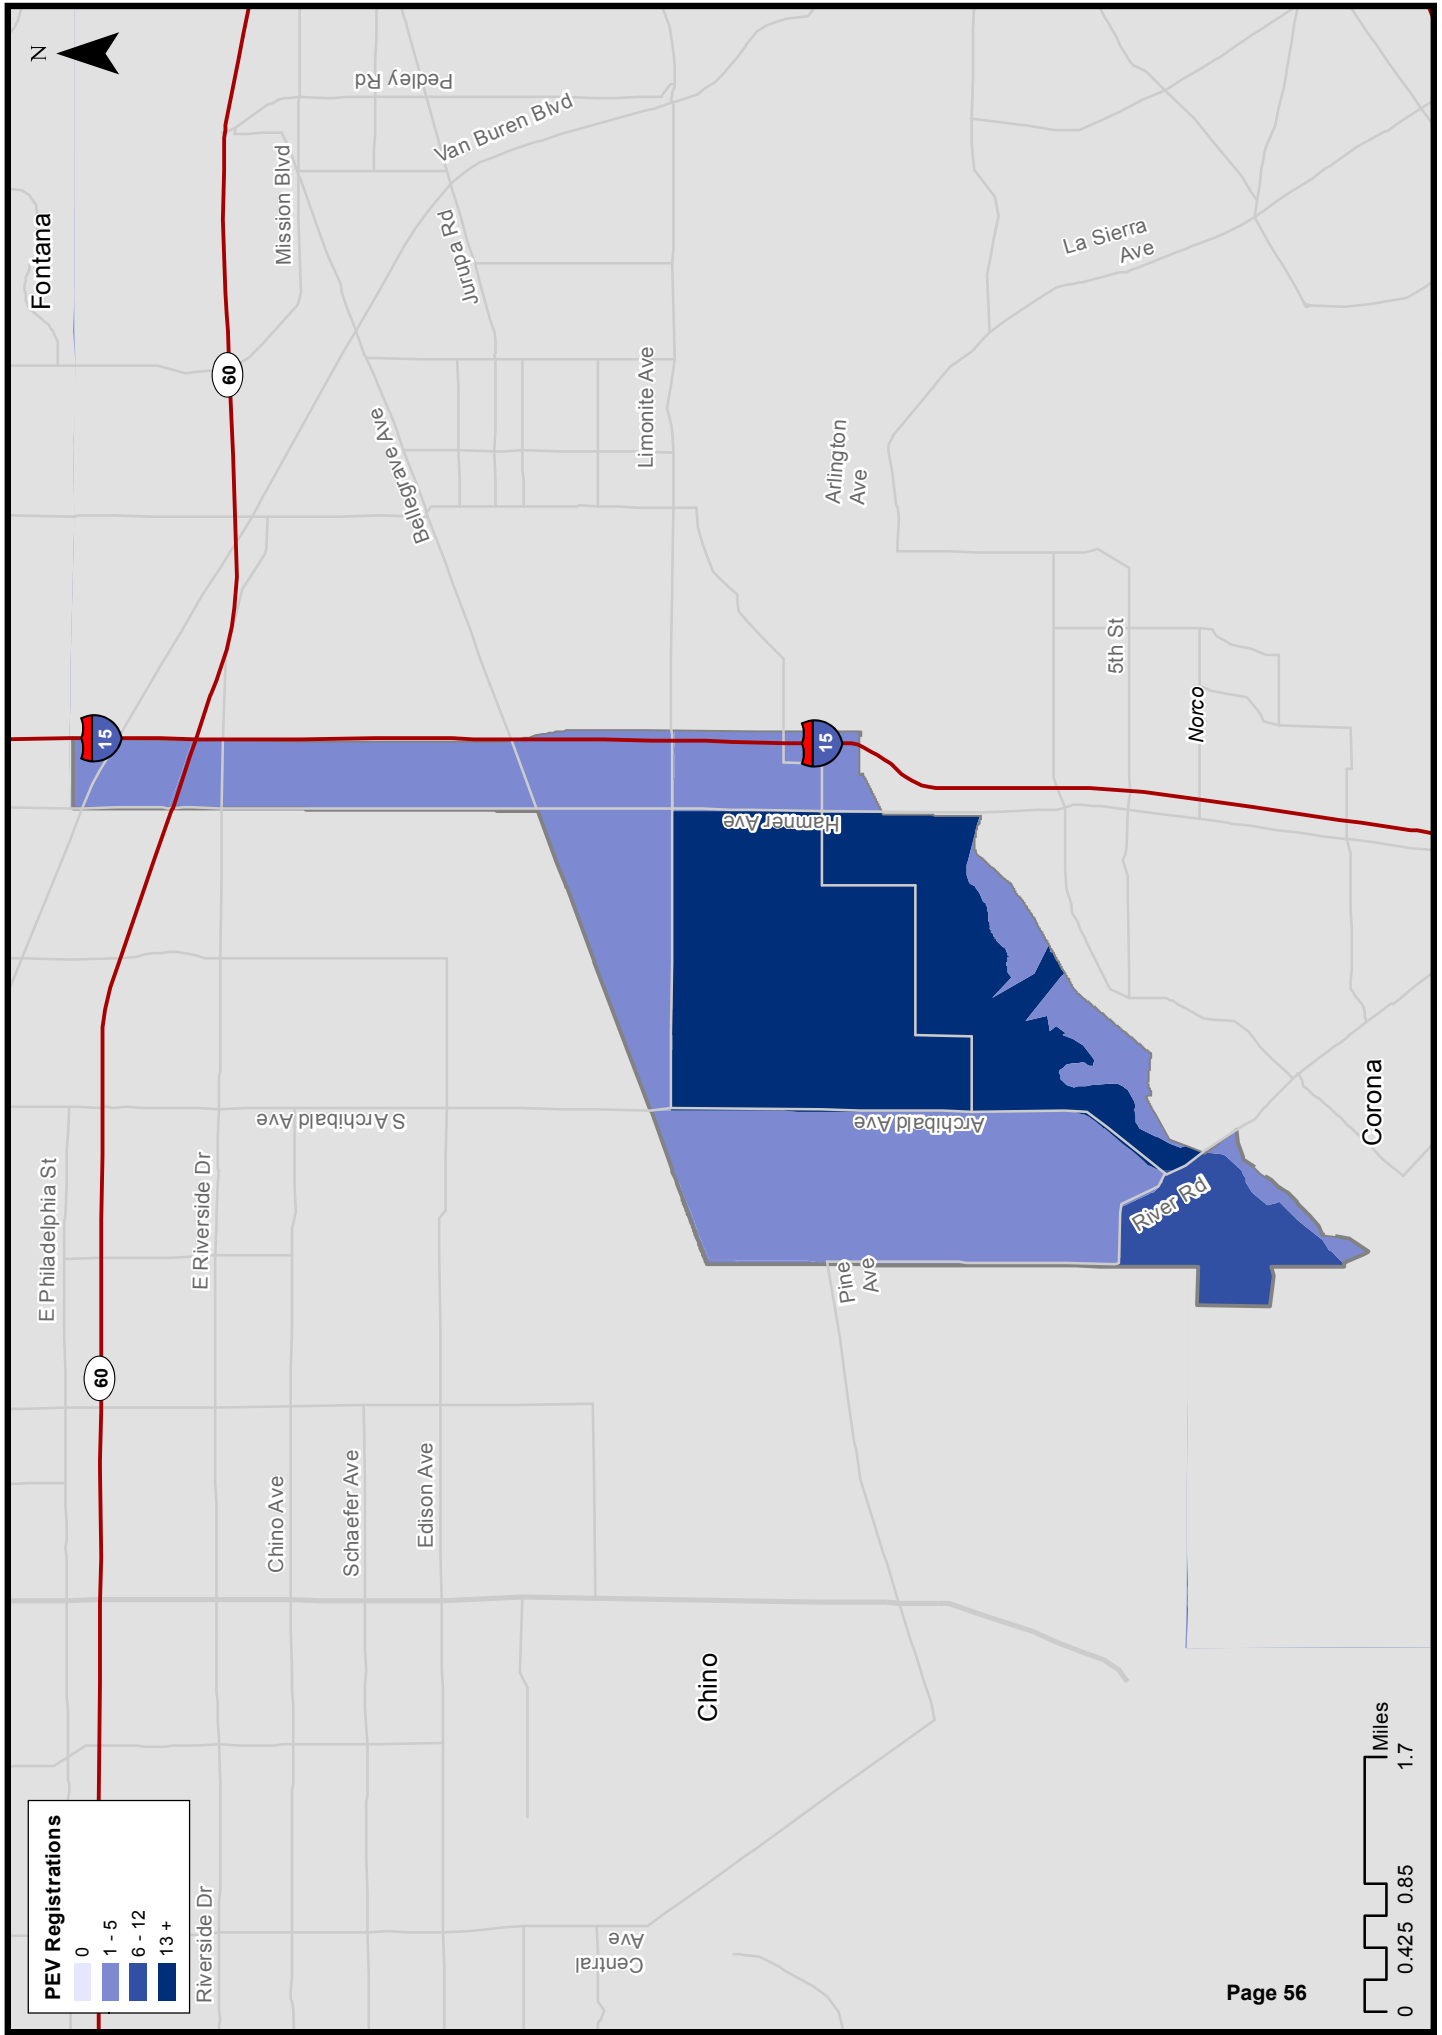 PEV Registrations
0
1 - 5
6 - 12
13 +
N
Fontana
60
60
15
15
E Philadelphia St
E Riverside Dr
Riverside Dr
Mission Blvd
Pedley Rd
Van Buren Blvd
Jurupa Rd
Bellegrave Ave
Limonite Ave
Arlington
Ave
La Sierra
Ave
5th St
Norco
Hamner Ave
S Archibald Ave
Archibald Ave
River Rd
Pine
Ave
Corona
Chino Ave
Schaefer Ave
Edison Ave
Chino
Central
Ave
Page 56
Miles
0 0.425 0.85 1.7